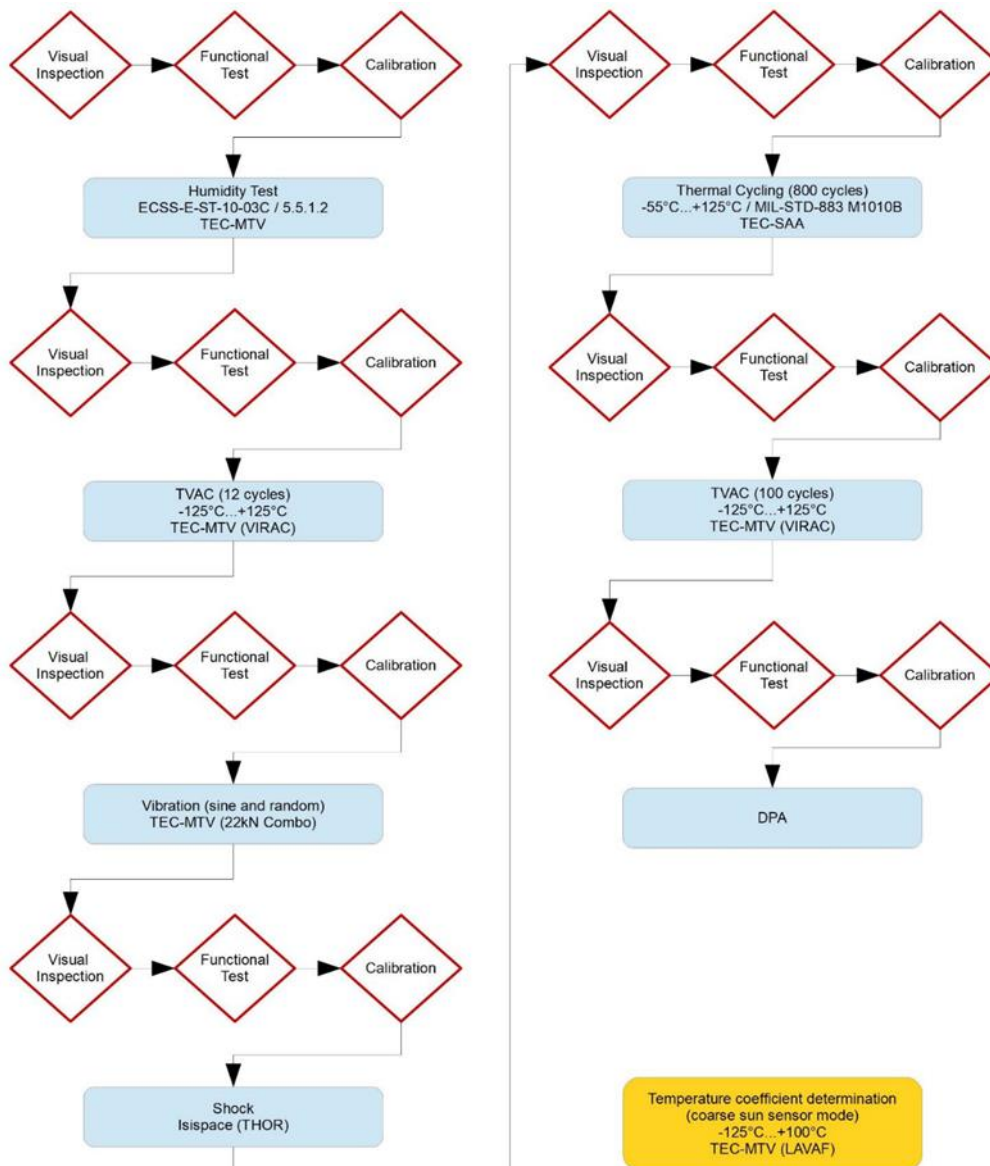 Visual
Inspection
Functional
Test
Calibration
Humidity Test
ECSS-E-ST-10-03C / 5.5.1.2
TEC-MTV
Visual
Inspection
Functional
Test
Calibration
TVAC (12 cycles)
-125°C...+125°C
TEC-MTV (VIRAC)
Visual
Inspection
Functional
Test
Calibration
Vibration (sine and random)
TEC-MTV (22kN Combo)
Visual
Inspection
Functional
Test
Calibration
Shock
Isispace (THOR)
Visual
Inspection
Functional
Test
Calibration
Thermal Cycling (800 cycles)
-55°C...+125°C / MIL-STD-883 M1010B
TEC-SAA
Visual
Inspection
Functional
Test
Calibration
TVAC (100 cycles)
-125°C...+125°C
TEC-MTV (VIRAC)
Visual
Inspection
Functional
Test
Calibration
DPA
Temperature coefficient determination
(coarse sun sensor mode)
-125°C...+100°C
TEC-MTV (LAVAF)